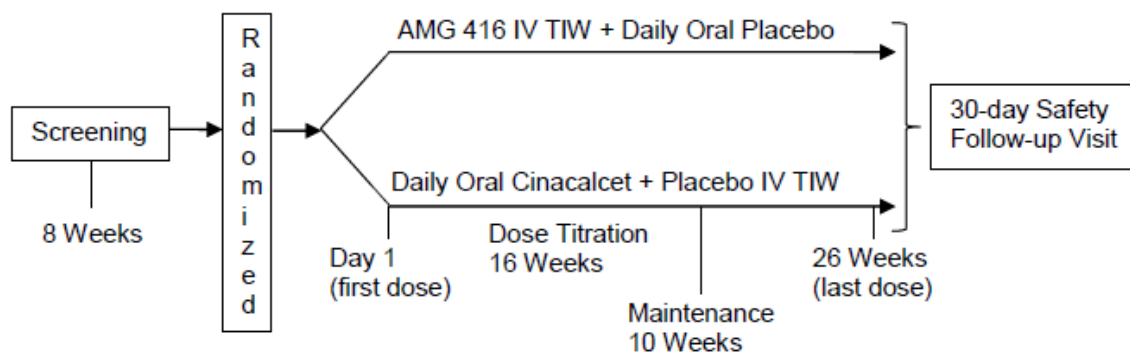 Screening
8 Weeks
Randomized
AMG 416 IV TIW + Daily Oral Placebo
Daily Oral Cinacalcet + Placebo IV TIW
Day 1
(first dose)
Dose Titration
16 Weeks
Maintenance
10 Weeks
26 Weeks
(last dose)
30-day Safety
Follow-up Visit